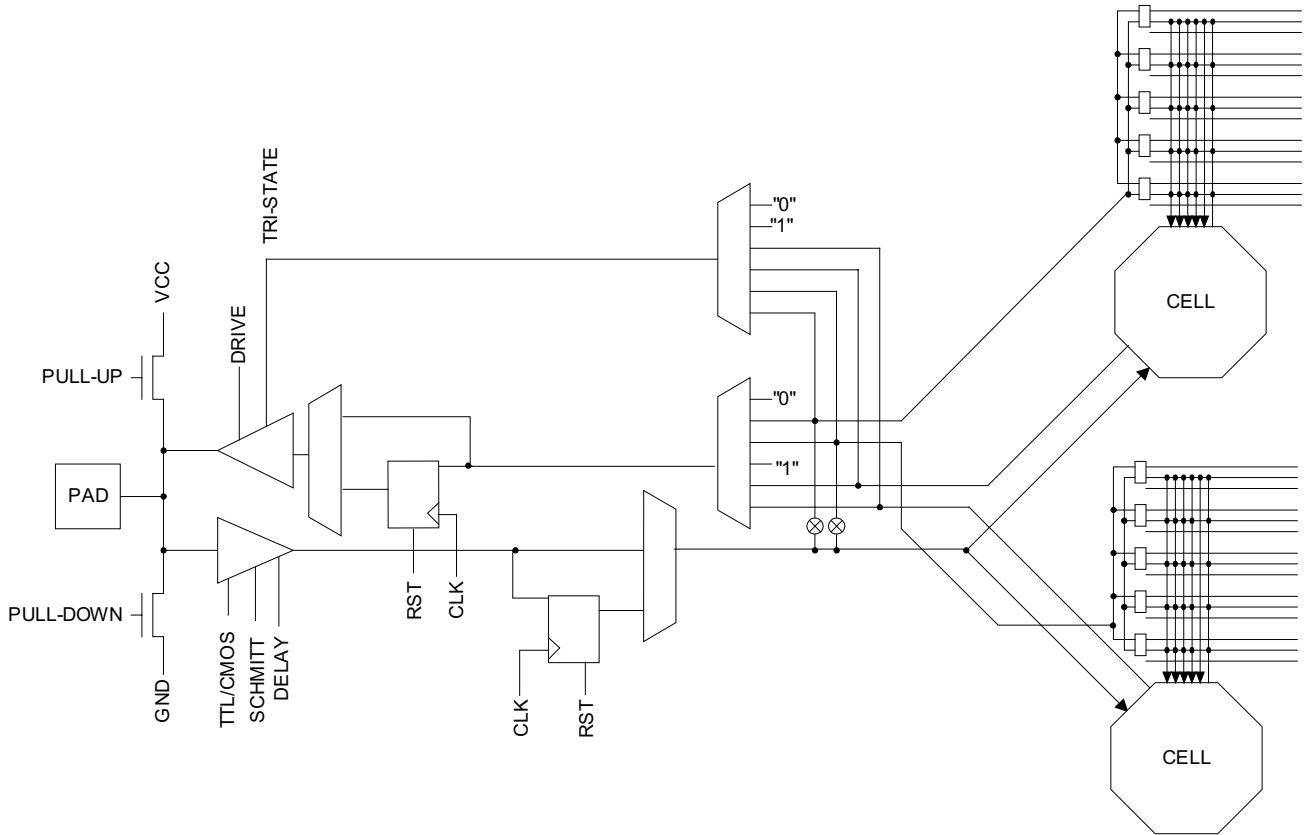 TRI-STATE
"0"
"1"
VCC
CELL
DRIVE
PULL-UP
"0"
"1"
PAD
RST
CLK
PULL-DOWN
TTL/CMOS
SCHMITT
DELAY
GND
CLK
RST
CELL